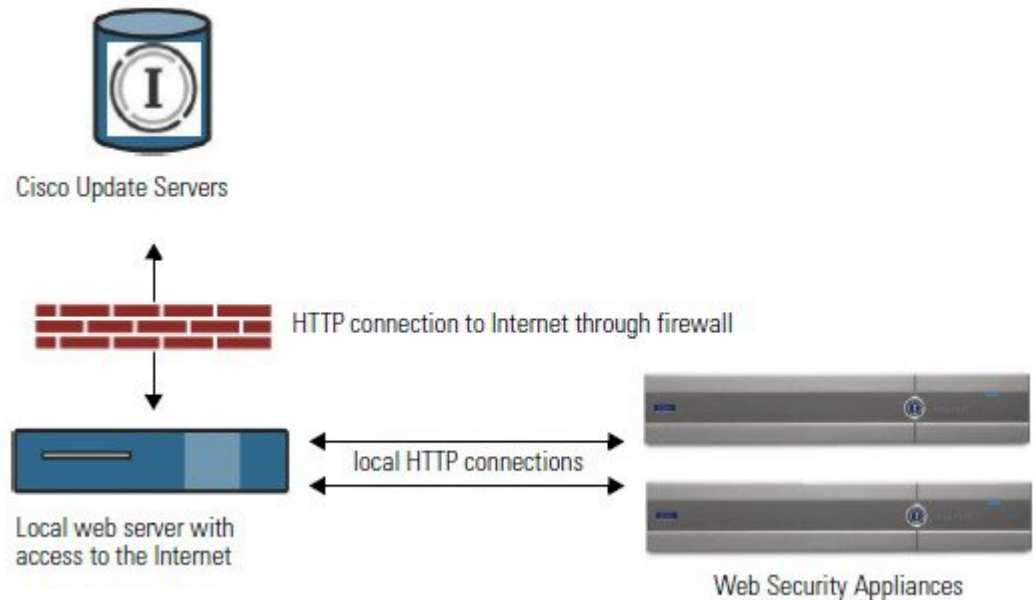 I
Cisco Update Servers
HTTP connection to Internet through firewall
local HTTP connections
I
I
Local web server with
access to the Internet
Web Security Appliances